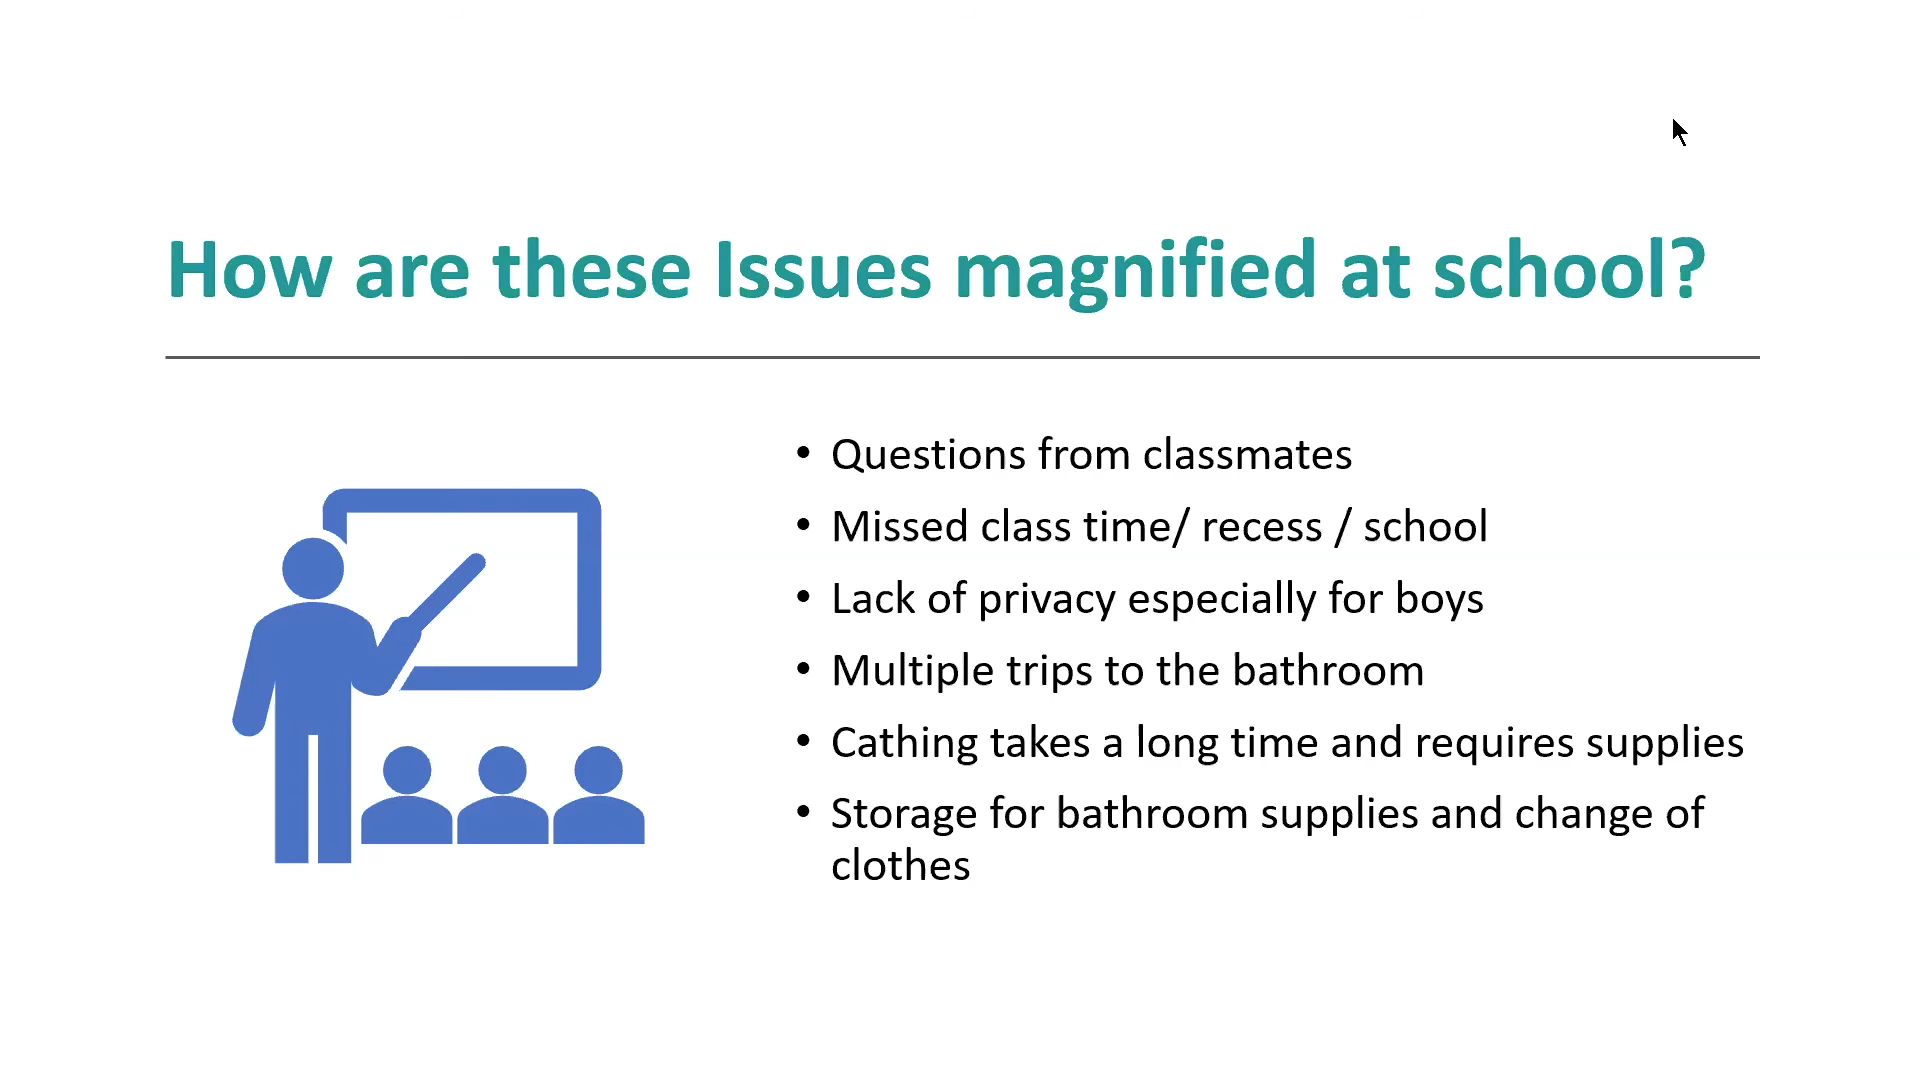 How are these Issues magnified at school?
• Questions from classmates
• Missed class time/ recess / school
• Lack of privacy especially for boys
• Multiple trips to the bathroom
• Cathing takes a long time and requires supplies
• Storage for bathroom supplies and change of
clothes